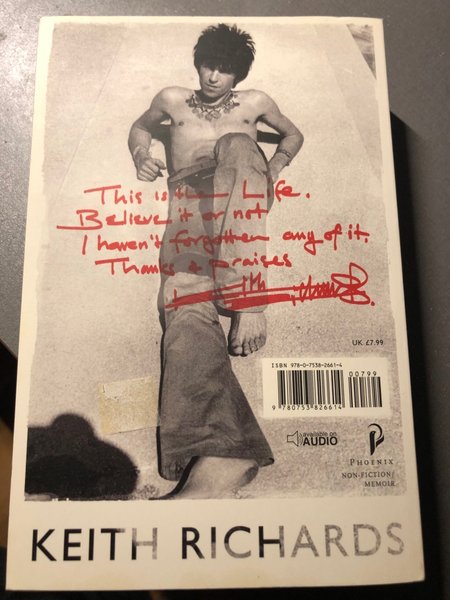 This is the Life.
Believe it or not
I haven't forgotten any of it.
Thanks + praises
UK £7.99
ISBN 978-0-7538-2661-4
00799
9 780753 826614
available on
AUDIO
PHOENIX
NON-FICTION/
MEMOIR
KEITH RICHARDS